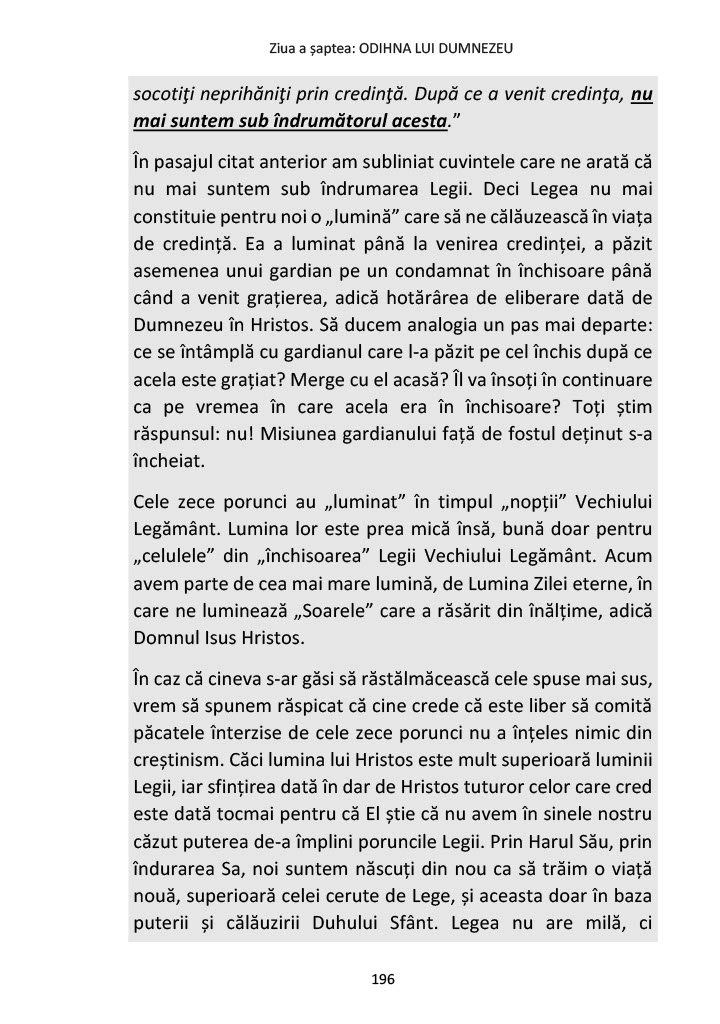 Ziua a șaptea: ODIHNA LUI DUMNEZEU
socotiţi neprihăniţi prin credinţă. După ce a venit credinţa, nu
mai suntem sub îndrumătorul acesta.”
În pasajul citat anterior am subliniat cuvintele care ne arată că
nu mai suntem sub îndrumarea Legii. Deci Legea nu mai
constituie pentru noi o „lumină” care să ne călăuzească în viața
de credință. Ea a luminat până la venirea credinței, a păzit
asemenea unui gardian pe un condamnat în închisoare până
când a venit grațierea, adică hotărârea de eliberare dată de
Dumnezeu în Hristos. Să ducem analogia un pas mai departe:
ce se întâmplă cu gardianul care l-a păzit pe cel închis după ce
acela este grațiat? Merge cu el acasă? Îl va însoți în continuare
ca pe vremea în care acela era în închisoare? Toți știm
răspunsul: nu! Misiunea gardianului față de fostul deținut s-a
încheiat.
Cele zece porunci au „luminat” în timpul „nopții” Vechiului
Legământ. Lumina lor este prea mică însă, bună doar pentru
„celulele” din „închisoarea” Legii Vechiului Legământ. Acum
avem parte de cea mai mare lumină, de Lumina Zilei eterne, în
care ne luminează „Soarele” care a răsărit din înălțime, adică
Domnul Isus Hristos.
În caz că cineva s-ar găsi să răstălmăcească cele spuse mai sus,
vrem să spunem răspicat că cine crede că este liber să comită
păcatele înterzise de cele zece porunci nu a înțeles nimic din
creștinism. Căci lumina lui Hristos este mult superioară luminii
Legii, iar sfințirea dată în dar de Hristos tuturor celor care cred
este dată tocmai pentru că El știe că nu avem în sinele nostru
căzut puterea de-a împlini poruncile Legii. Prin Harul Său, prin
îndurarea Sa, noi suntem născuți din nou ca să trăim o viață
nouă, superioară celei cerute de Lege, și aceasta doar în baza
puterii și călăuzirii Duhului Sfânt. Legea nu are milă, ci
196